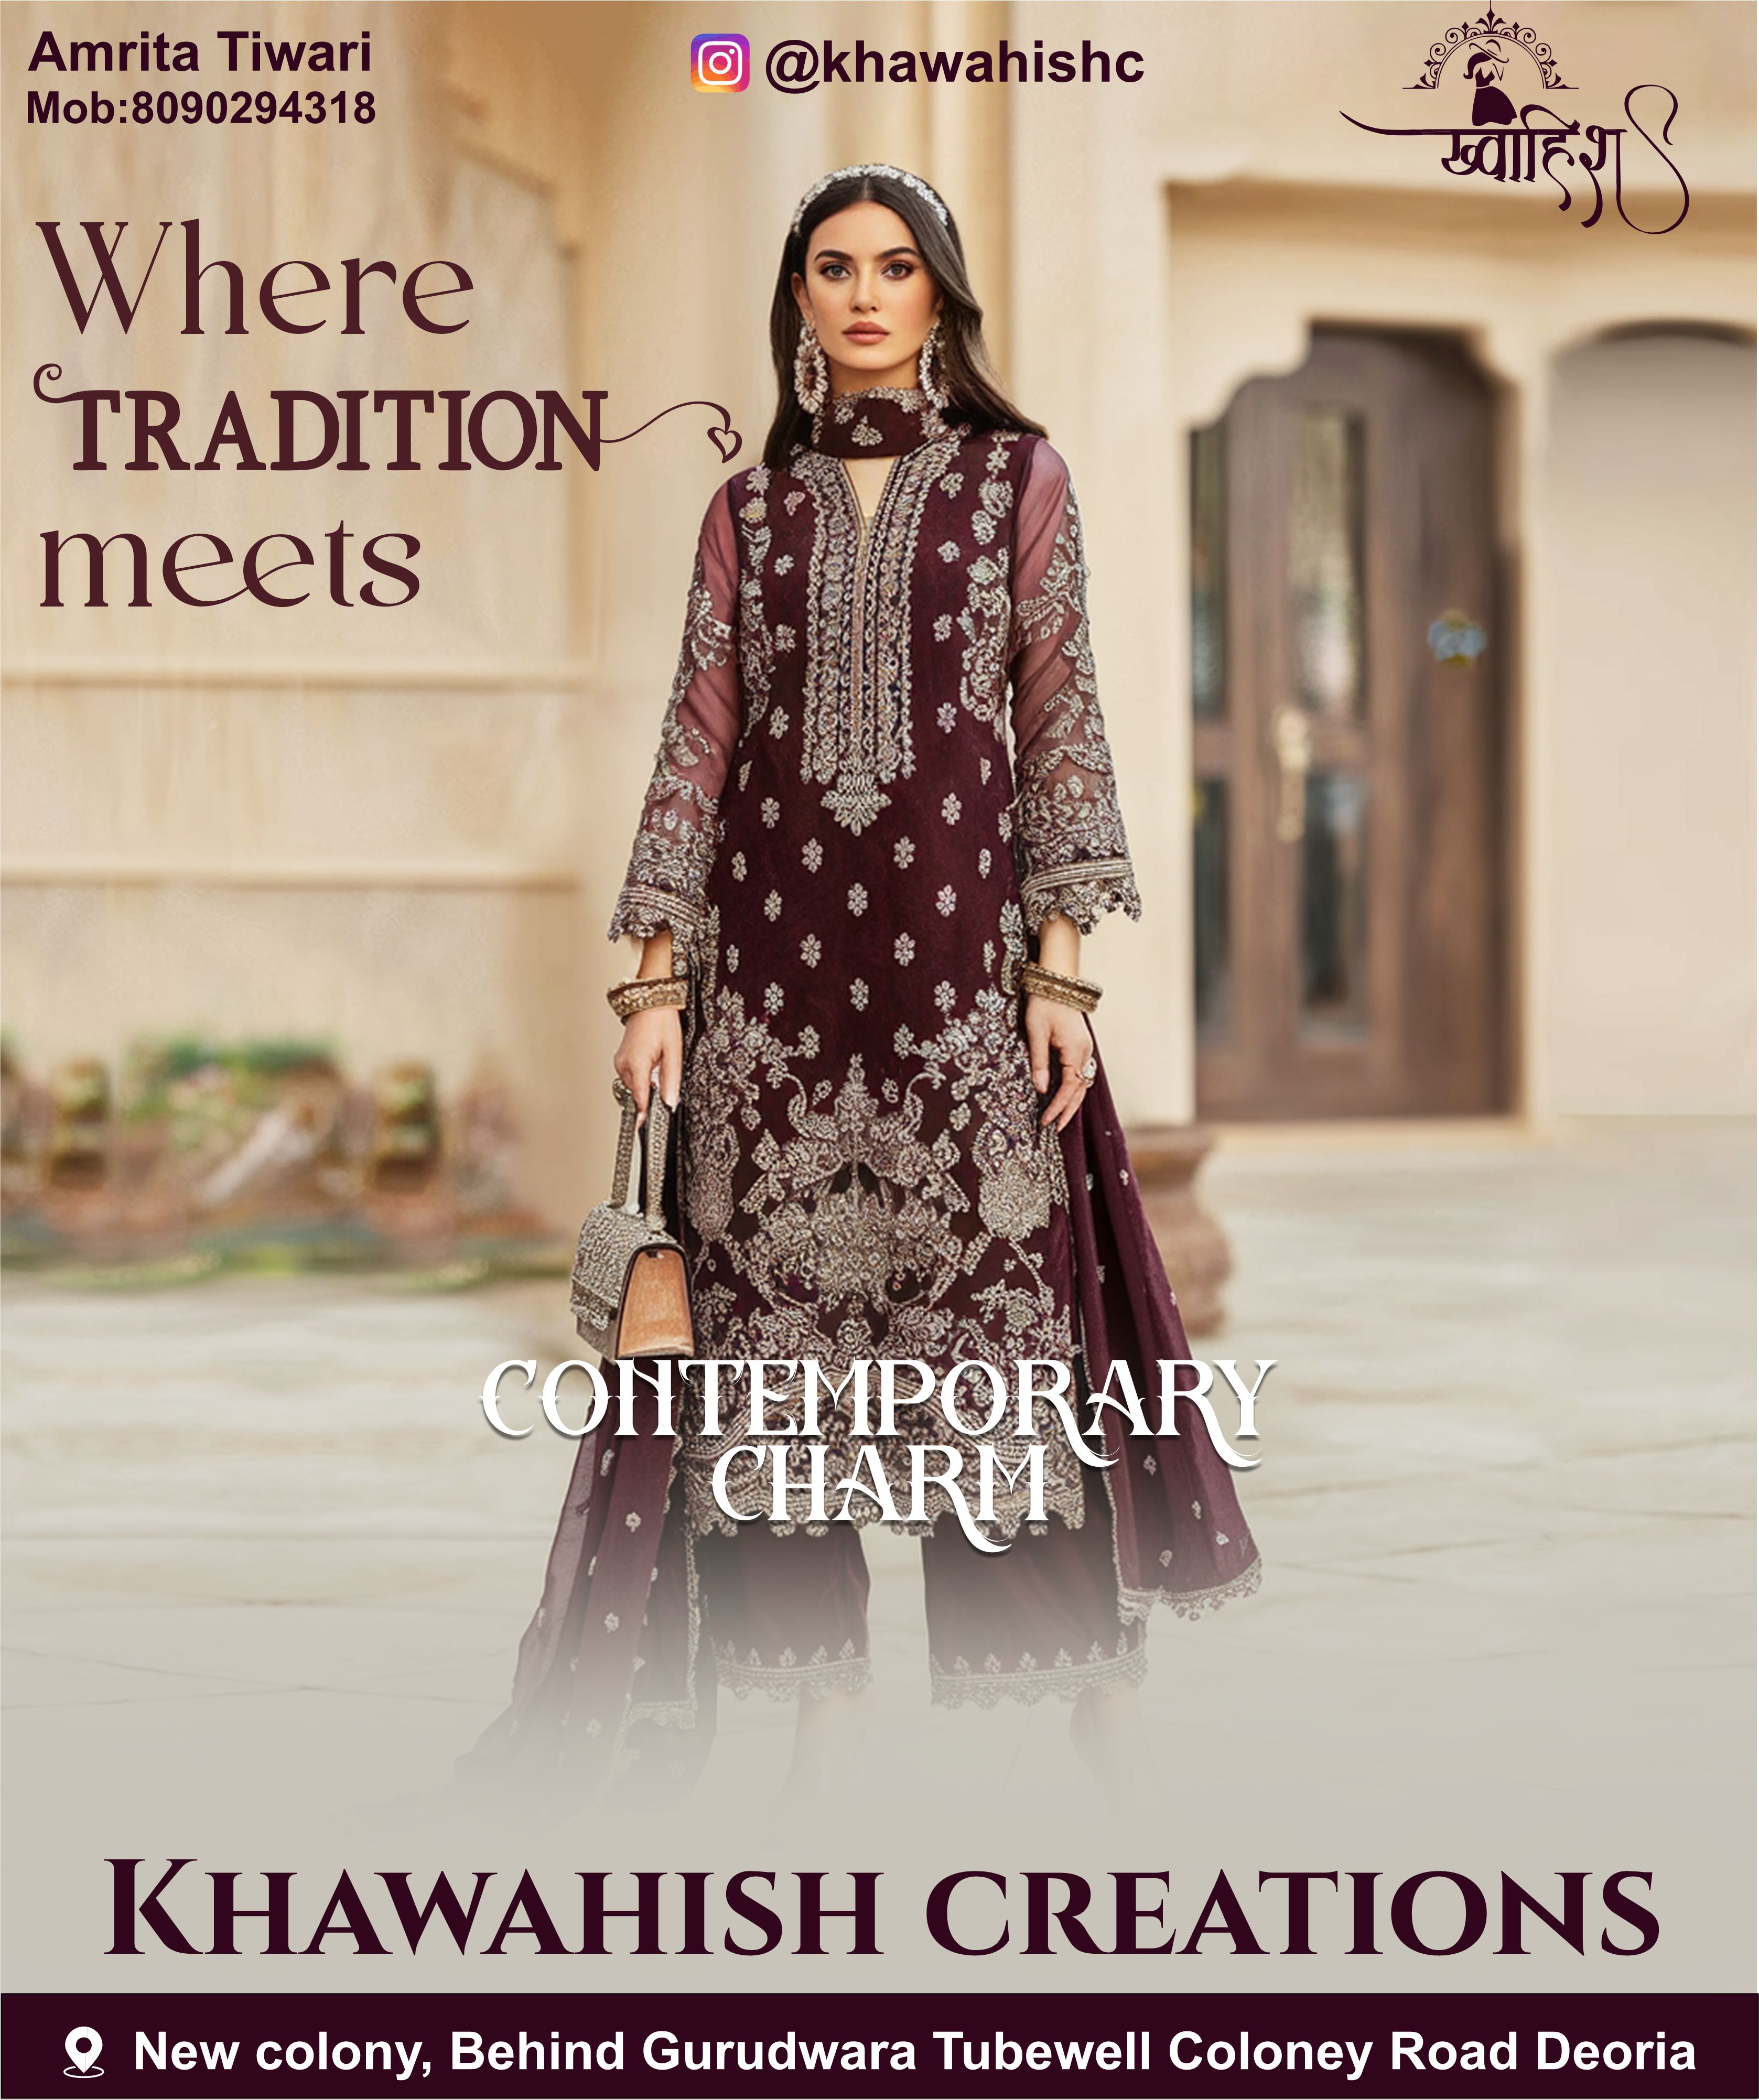 Amrita Tiwari
Mob:8090294318
@khawahishc
ख्वाहिश
Where
TRADITION
meets
CONTEMPORARY
CHARM
KHAWAHISH CREATIONS
New colony, Behind Gurudwara Tubewell Coloney Road Deoria